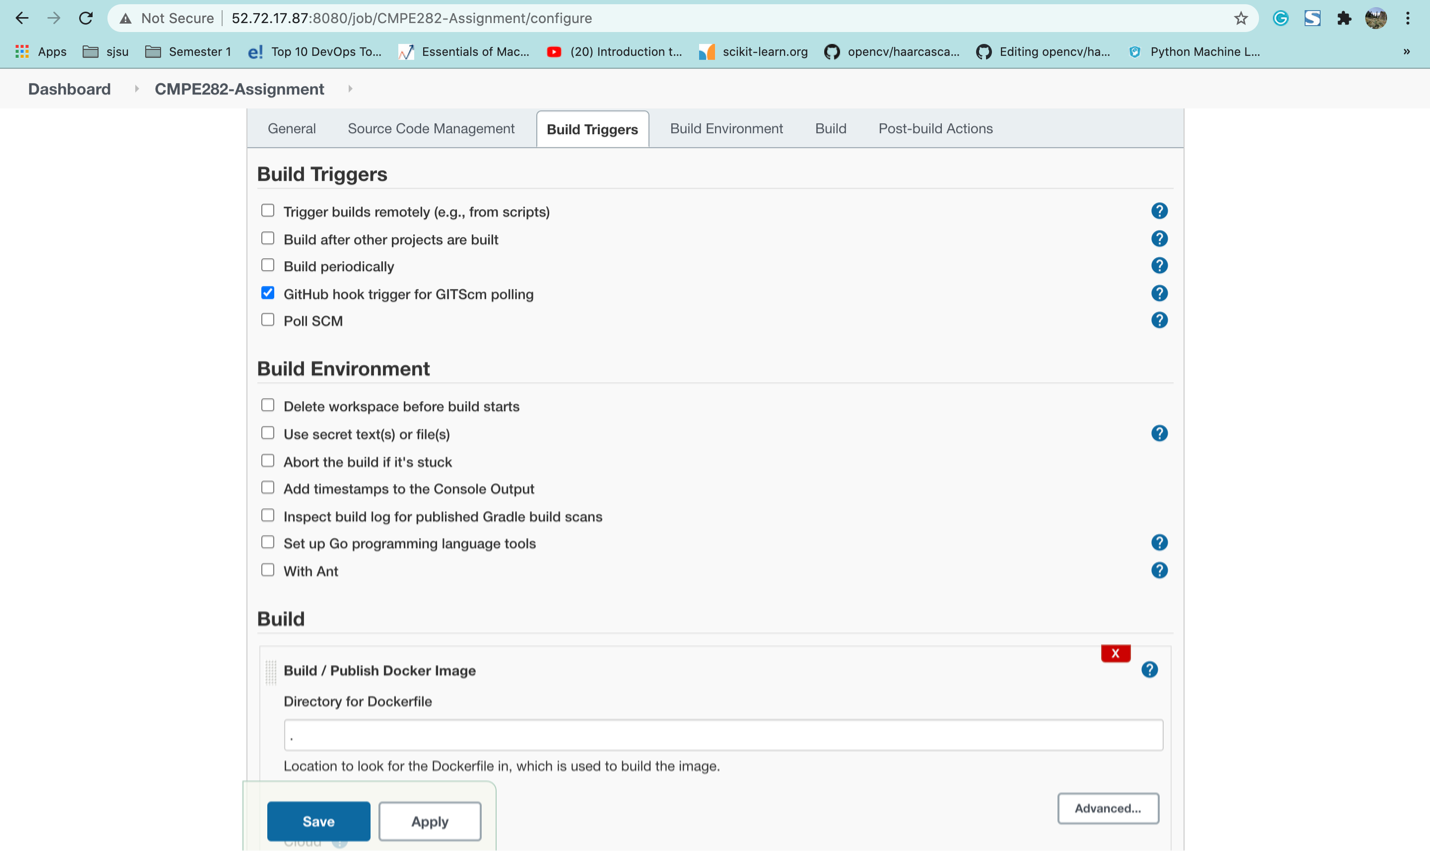 Not Secure 52.72.17.87:8080/job/CMPE282-Assignment/configure
Apps sjsu Semester 1 e! Top 10 DevOps To... Essentials of Mac... (20) Introduction t... scikit-learn.org opencv/haarcasca... Editing opencv/ha... Python Machine L... »
Dashboard CMPE282-Assignment
General Source Code Management Build Triggers Build Environment Build Post-build Actions
Build Triggers
Trigger builds remotely (e.g., from scripts) ?
Build after other projects are built ?
Build periodically ?
GitHub hook trigger for GITScm polling ?
Poll SCM ?
Build Environment
Delete workspace before build starts
Use secret text(s) or file(s) ?
Abort the build if it's stuck
Add timestamps to the Console Output
Inspect build log for published Gradle build scans
Set up Go programming language tools ?
With Ant ?
Build
X
Build / Publish Docker Image ?
Directory for Dockerfile
.
Location to look for the Dockerfile in, which is used to build the image.
Advanced...
Save Apply
Cloud